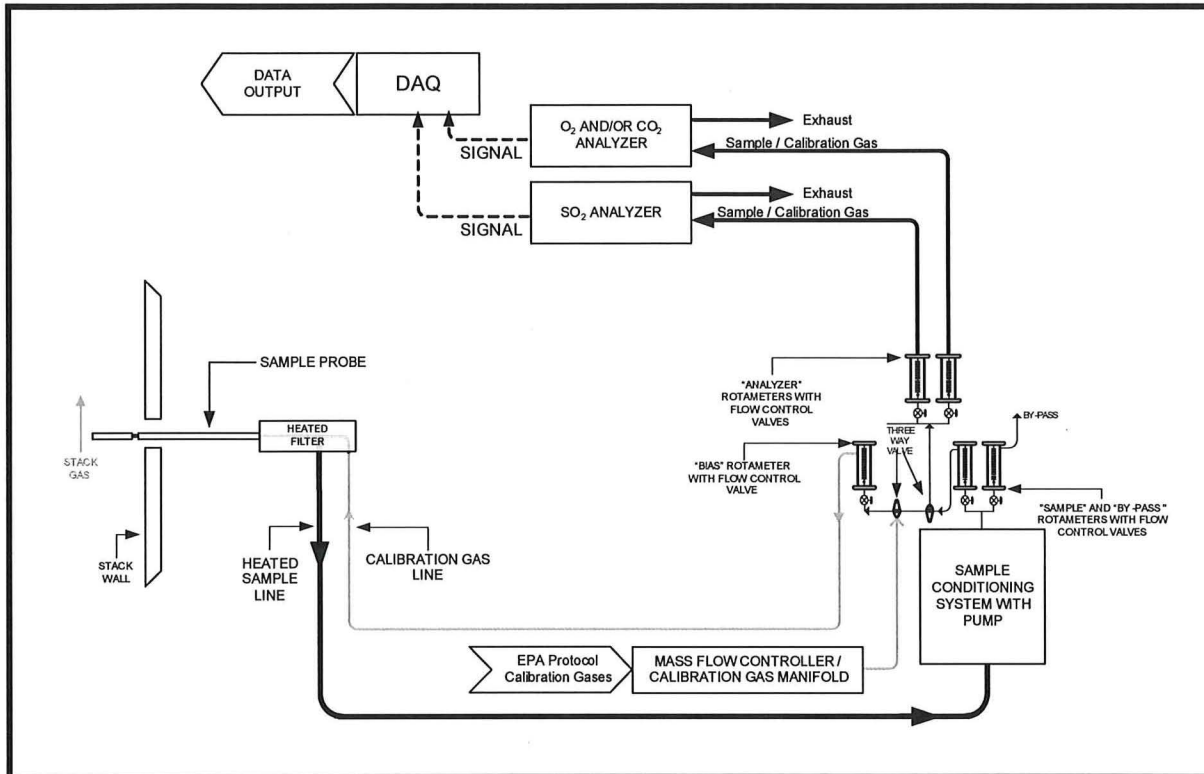 DATA
OUTPUT
DAQ
O₂ AND/OR CO₂
ANALYZER
Exhaust
Sample / Calibration Gas
SIGNAL
SO₂ ANALYZER
Exhaust
Sample / Calibration Gas
SIGNAL
SAMPLE PROBE
HEATED
FILTER
STACK
GAS
STACK
WALL
HEATED
SAMPLE
LINE
CALIBRATION GAS
LINE
"ANALYZER"
ROTAMETERS WITH
FLOW CONTROL
VALVES
THREE
WAY
VALVE
BY-PASS
"BIAS" ROTAMETER
WITH FLOW CONTROL
VALVE
"SAMPLE" AND "BY-PASS"
ROTAMETERS WITH FLOW
CONTROL VALVES
SAMPLE
CONDITIONING
SYSTEM WITH
PUMP
EPA Protocol
Calibration Gases
MASS FLOW CONTROLLER /
CALIBRATION GAS MANIFOLD